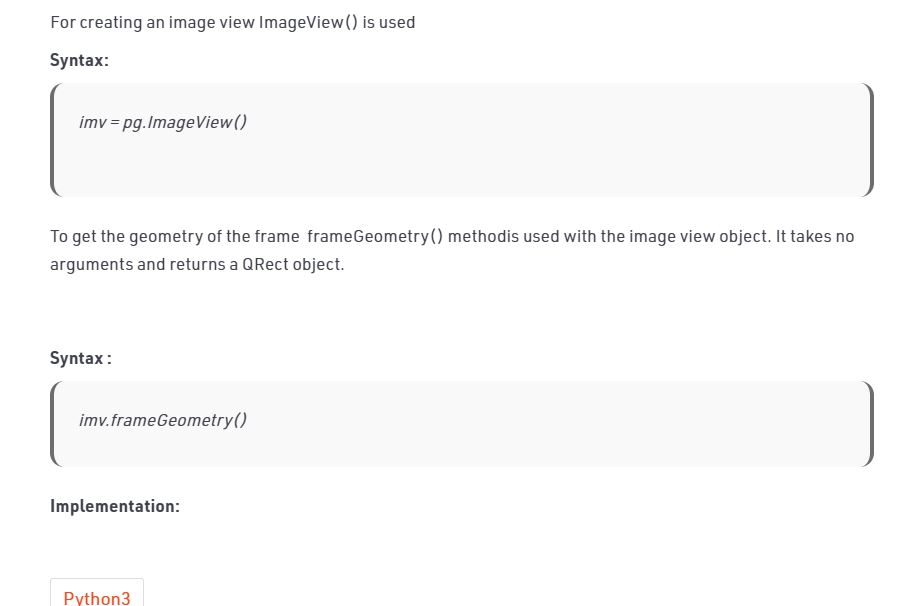 For creating an image view ImageView() is used
Syntax:
imv = pg.ImageView()
To get the geometry of the frame  frameGeometry() methodis used with the image view object. It takes no
arguments and returns a QRect object.
Syntax :
imv.frameGeometry()
Implementation:
Python3